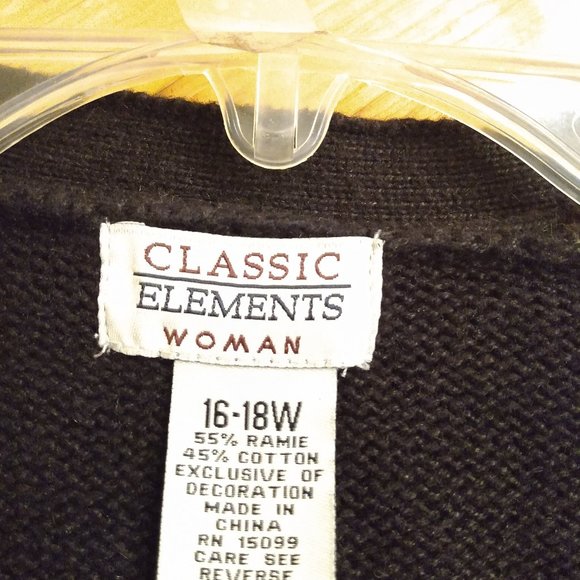 CLASSIC
ELEMENTS
WOMAN
16-18W
55% RAMIE
45% COTTON
EXCLUSIVE OF
DECORATION
MADE IN
CHINA
RN 15099
CARE SEE
REVERSE